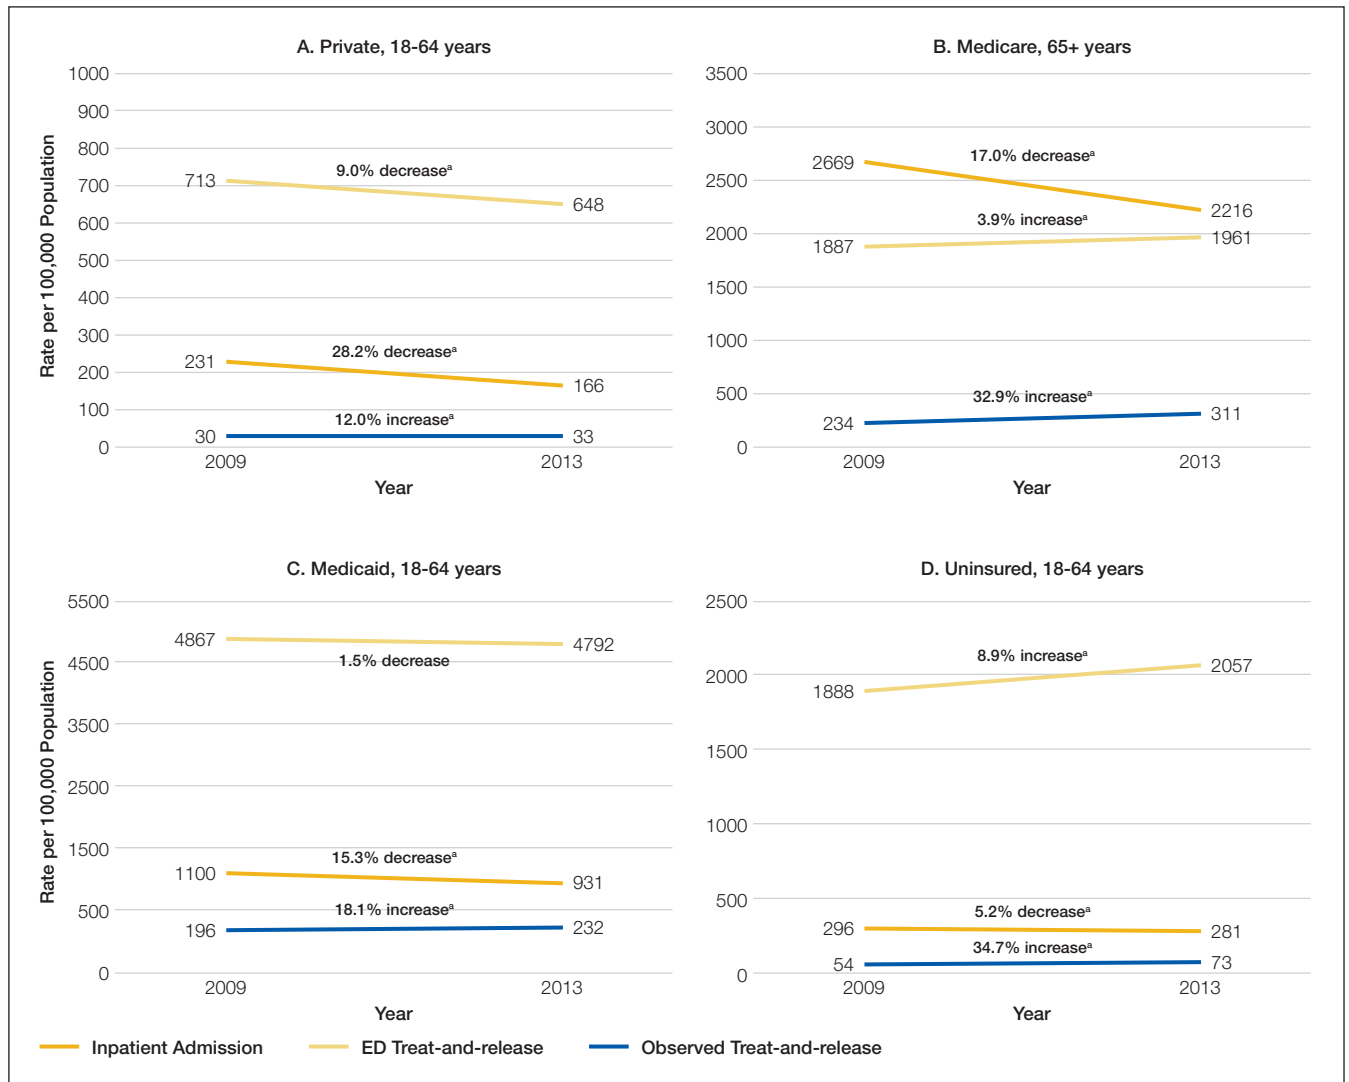 A. Private, 18-64 years
Rate per 100,000 Population
1000
900
800
700
600
500
400
300
200
100
0
713
9.0% decreaseª
648
231
28.2% decreaseª
166
30
12.0% increaseª
33
2009
2013
Year
B. Medicare, 65+ years
3500
3000
2500
2000
1500
1000
500
0
2669
17.0% decreaseª
2216
1887
3.9% increaseª
1961
234
32.9% increaseª
311
2009
2013
Year
C. Medicaid, 18-64 years
Rate per 100,000 Population
5500
4500
3500
2500
1500
500
0
4867
1.5% decrease
4792
1100
15.3% decreaseª
931
196
18.1% increaseª
232
2009
2013
Year
D. Uninsured, 18-64 years
2500
2000
1500
1000
500
0
1888
8.9% increaseª
2057
296
5.2% decreaseª
281
54
34.7% increaseª
73
2009
2013
Year
Inpatient Admission
ED Treat-and-release
Observed Treat-and-release